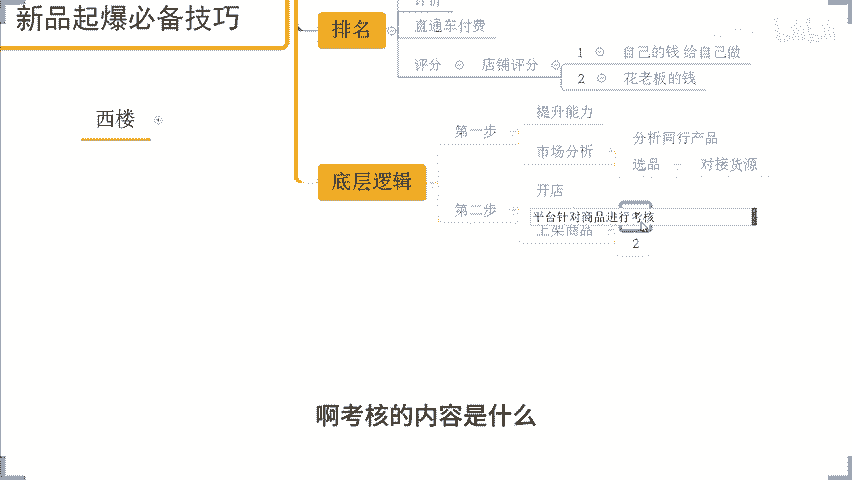 新品起爆必备技巧
评价
排名
直通车付费
评分
店铺评分
1
自己的钱 给自己做
2
花老板的钱
西楼
提升能力
第一步
市场分析
分析同行产品
选品
对接货源
底层逻辑
开店
第二步
平台针对商品进行考核
上架商品
2
啊考核的内容是什么